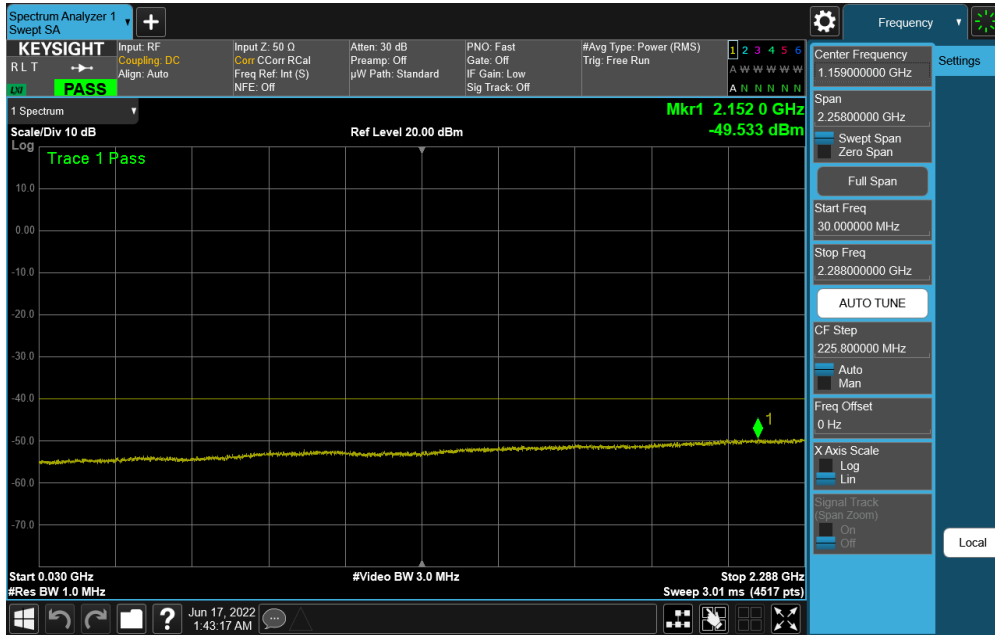 Spectrum Analyzer 1
Swept SA
Frequency
KEYSIGHT
R L T
LXI
PASS
Input: RF
Coupling: DC
Align: Auto
Input Z: 50 Ω
Corr CCorr RCal
Freq Ref: Int (S)
NFE: Off
Atten: 30 dB
Preamp: Off
µW Path: Standard
PNO: Fast
Gate: Off
IF Gain: Low
Sig Track: Off
#Avg Type: Power (RMS)
Trig: Free Run
1 2 3 4 5 6
A W W W W W
A N N N N N
1 Spectrum
Mkr1 2.152 0 GHz
Scale/Div 10 dB
Ref Level 20.00 dBm
-49.533 dBm
Log
Trace 1 Pass
10.0
0.00
-10.0
-20.0
-30.0
-40.0
1
-50.0
-60.0
-70.0
Start 0.030 GHz
#Video BW 3.0 MHz
Stop 2.288 GHz
#Res BW 1.0 MHz
Sweep 3.01 ms (4517 pts)
Jun 17, 2022
1:43:17 AM
?
Center Frequency
1.159000000 GHz
Settings
Span
2.25800000 GHz
Swept Span
Zero Span
Full Span
Start Freq
30.000000 MHz
Stop Freq
2.288000000 GHz
AUTO TUNE
CF Step
225.800000 MHz
Auto
Man
Freq Offset
0 Hz
X Axis Scale
Log
Lin
Signal Track
(Span Zoom)
On
Off
Local